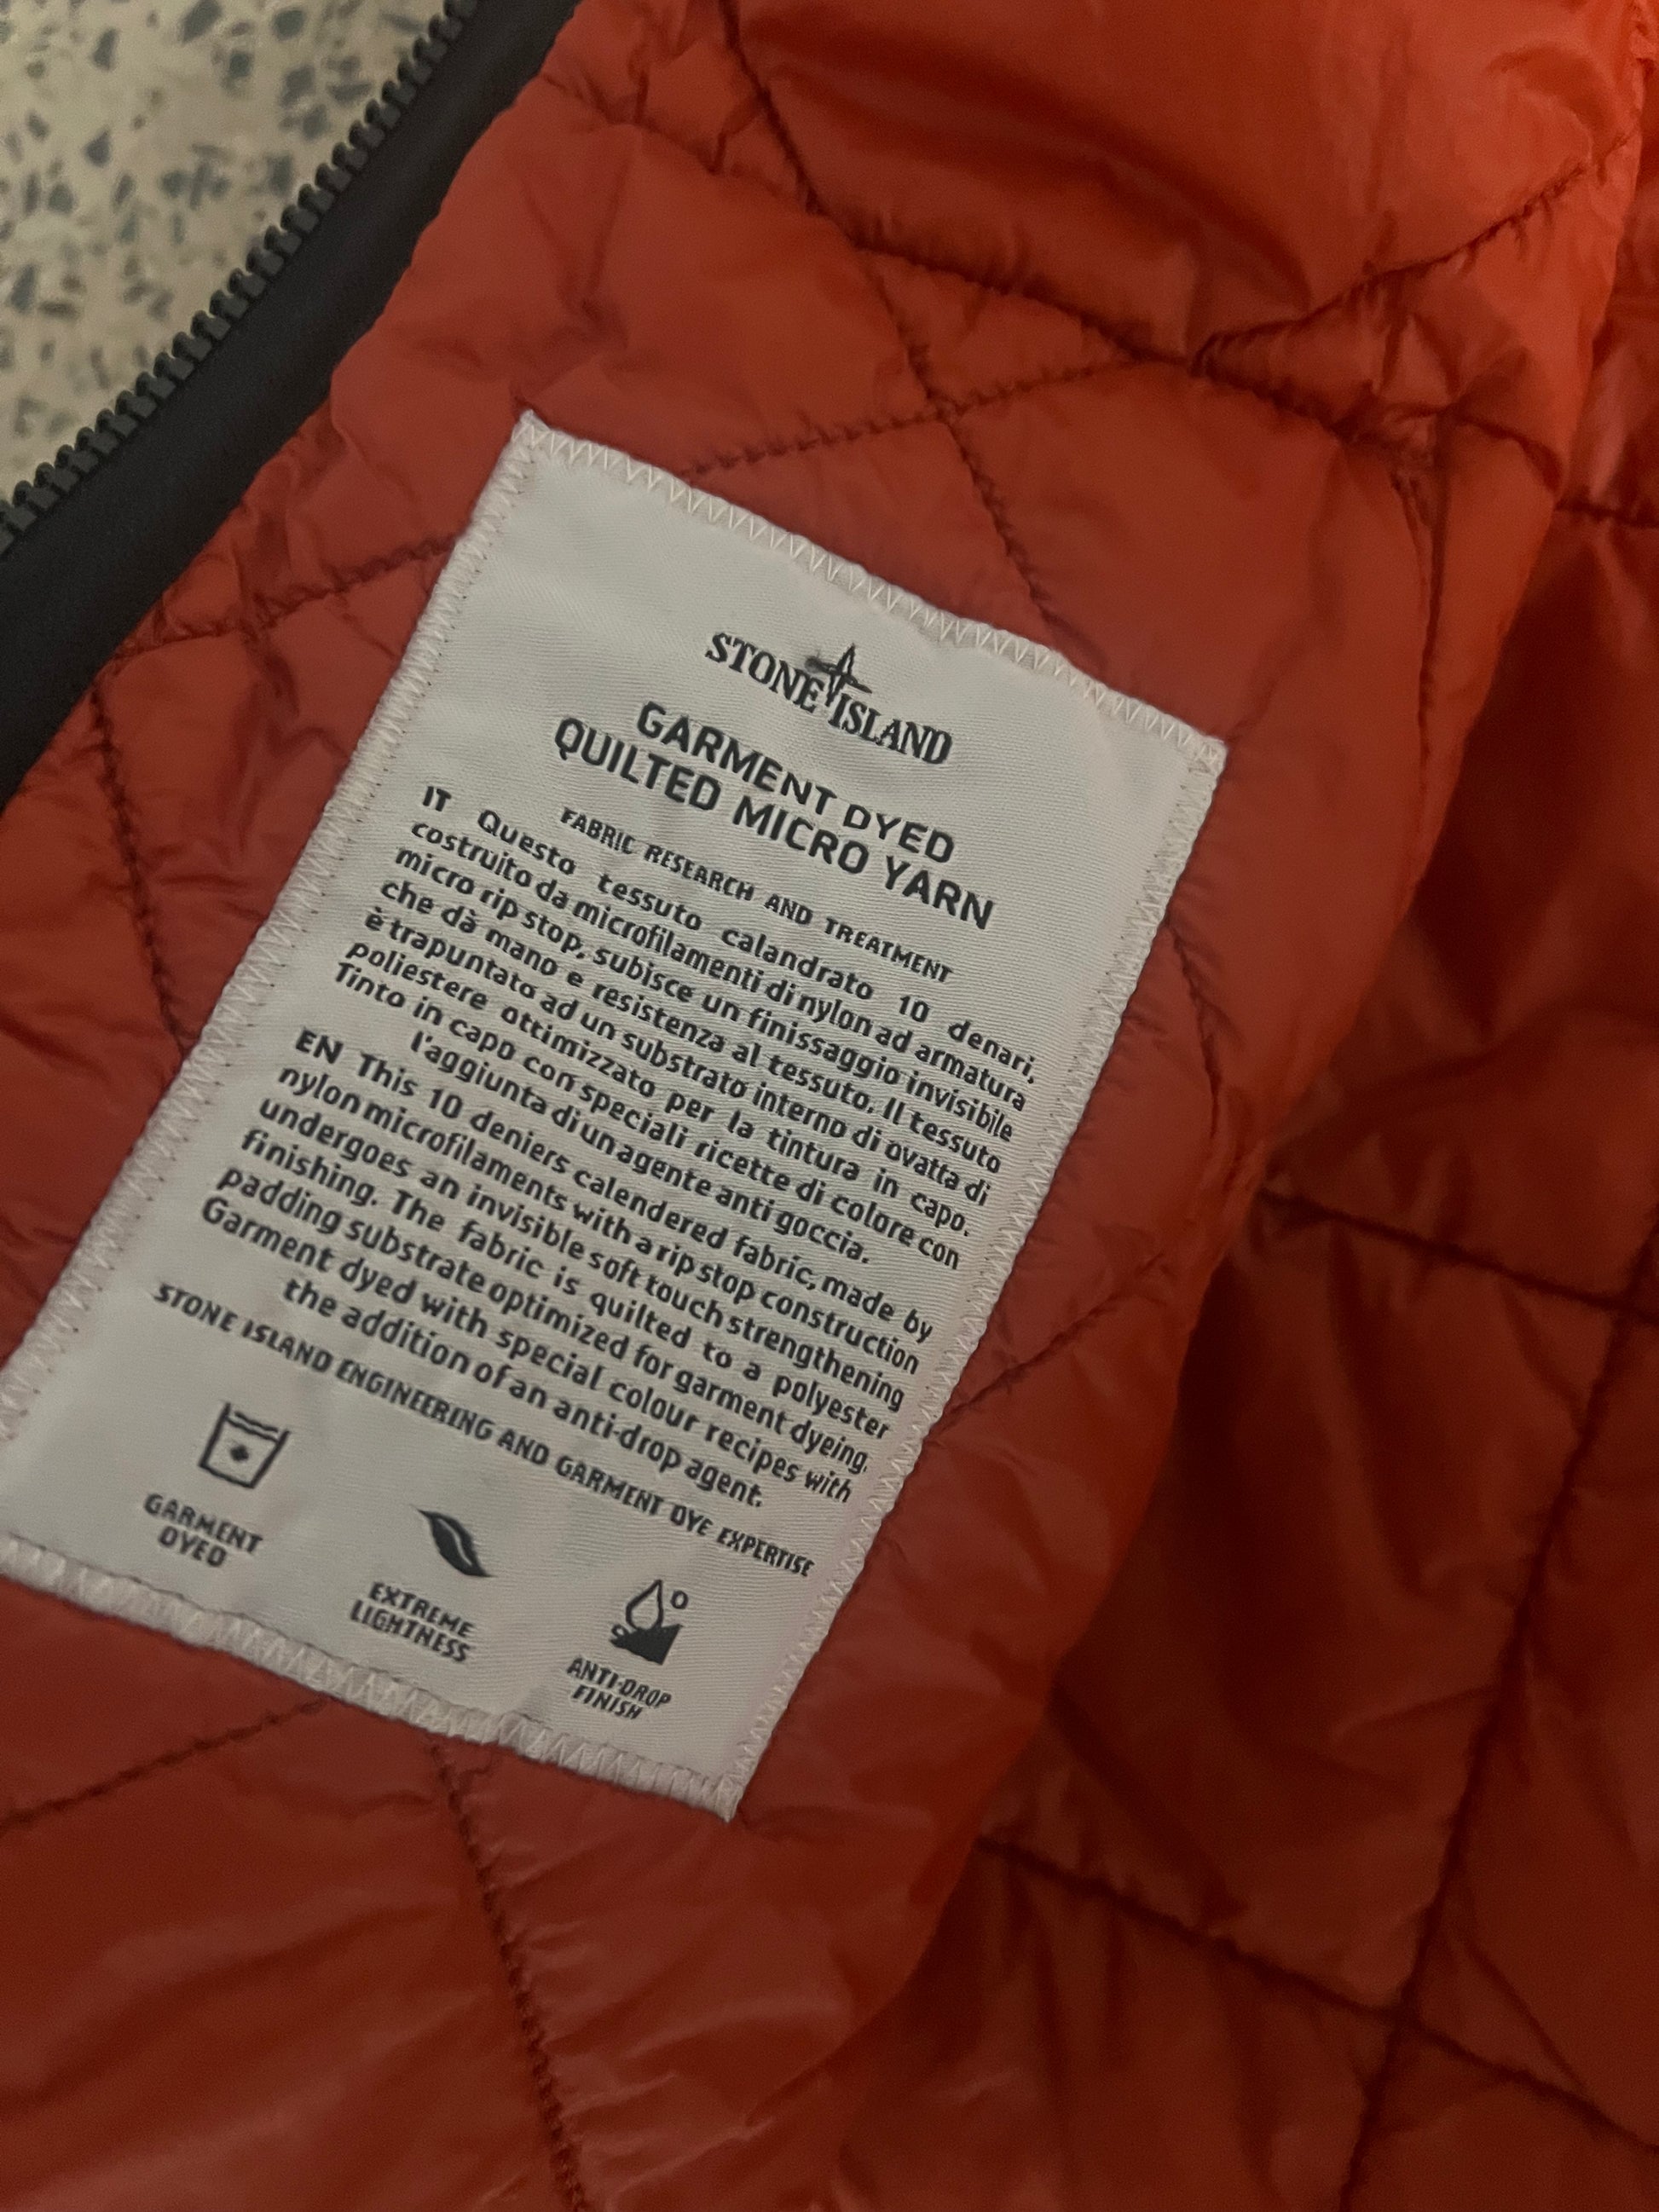 STONE ISLAND
GARMENT DYED
QUILTED MICRO YARN
FABRIC RESEARCH AND TREATMENT
IT Questo tessuto calandrato 10 denari,
costruito da microfilamenti di nylon ad armatura
micro rip stop, subisce un finissaggio invisibile
che dà mano e resistenza al tessuto. Il tessuto
è trapuntato ad un substrato interno di ovatta di
poliestere ottimizzato per la tintura in capo.
Tinto in capo con speciali ricette di colore con
l'aggiunta di un agente anti goccia.
EN This 10 deniers calendered fabric, made by
nylon microfilaments with a rip stop construction
undergoes an invisible soft touch strengthening
finishing. The fabric is quilted to a polyester
padding substrate optimized for garment dyeing.
Garment dyed with special colour recipes with
the addition of an anti-drop agent.
STONE ISLAND ENGINEERING AND GARMENT DYE EXPERTISE
GARMENT
DYED
EXTREME
LIGHTNESS
ANTI-DROP
FINISH